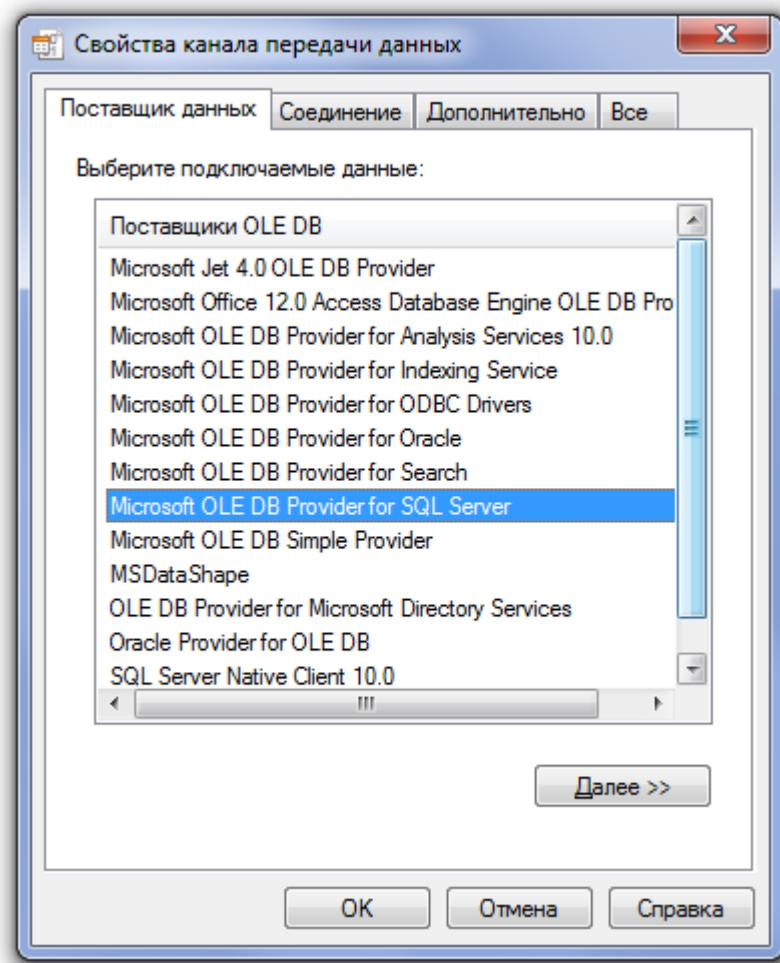 Свойства канала передачи данных
Поставщик данных Соединение Дополнительно Все
Выберите подключаемые данные:
Поставщики OLE DB
Microsoft Jet 4.0 OLE DB Provider
Microsoft Office 12.0 Access Database Engine OLE DB Pro
Microsoft OLE DB Provider for Analysis Services 10.0
Microsoft OLE DB Provider for Indexing Service
Microsoft OLE DB Provider for ODBC Drivers
Microsoft OLE DB Provider for Oracle
Microsoft OLE DB Provider for Search
Microsoft OLE DB Provider for SQL Server
Microsoft OLE DB Simple Provider
MSDataShape
OLE DB Provider for Microsoft Directory Services
Oracle Provider for OLE DB
SQL Server Native Client 10.0
Далее >>
OK Отмена Справка